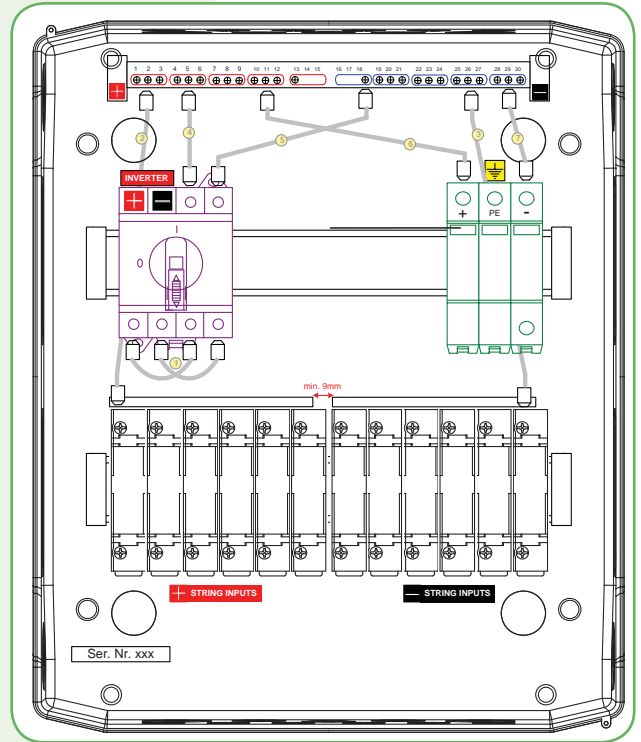 1 2 3 4 5 6 7 8 9 10 11 12 13 14 15 16 17 18 19 20 21 22 23 24 25 26 27 28 29 30
+ −
2 4 5 6 3 7
INVERTER
+ −
+ PE -
I
0
1
min. 9mm
+ STRING INPUTS
− STRING INPUTS
Ser. Nr. xxx